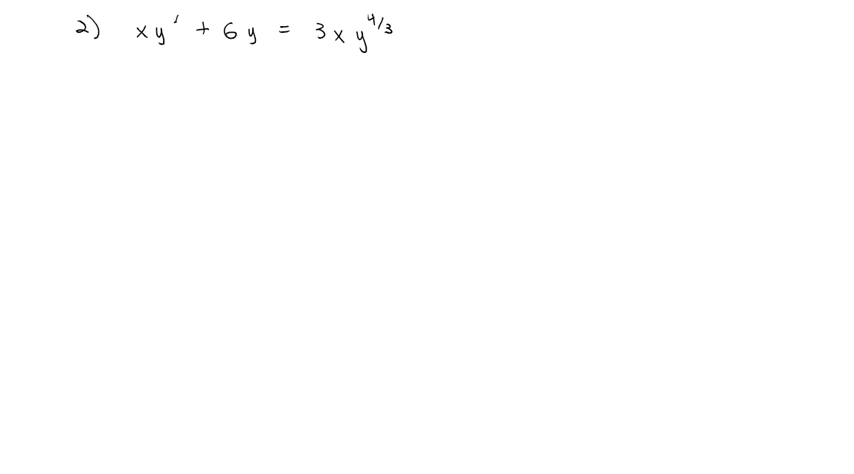 2) xy' + 6y = 3xy^{4/3}